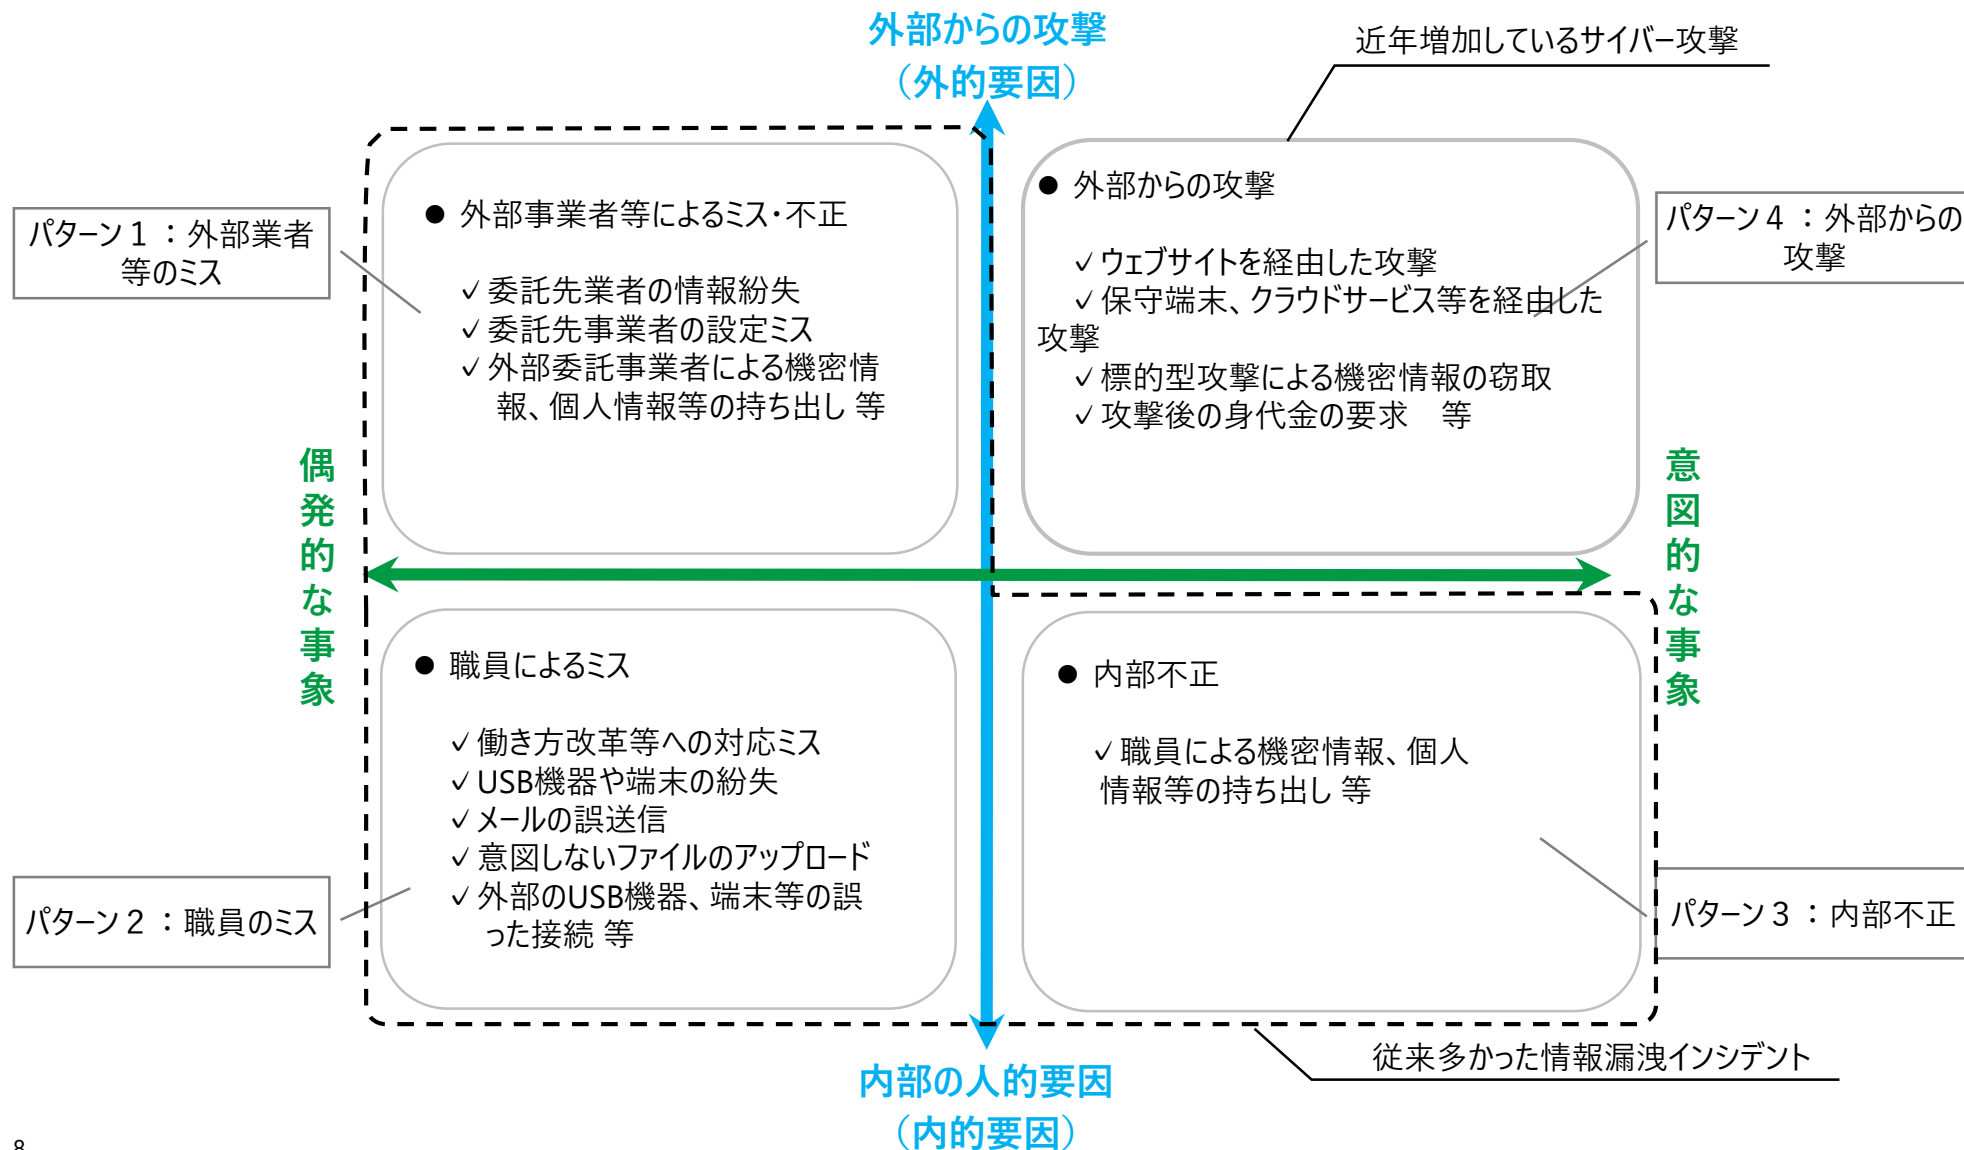 外部からの攻撃
（外的要因）
近年増加しているサイバー攻撃
パターン１：外部業者
等のミス
● 外部事業者等によるミス・不正
✓委託先業者の情報紛失
✓委託先事業者の設定ミス
✓外部委託事業者による機密情
報、個人情報等の持ち出し 等
● 外部からの攻撃
✓ウェブサイトを経由した攻撃
✓保守端末、クラウドサービス等を経由した
攻撃
✓標的型攻撃による機密情報の窃取
✓攻撃後の身代金の要求　等
パターン４：外部からの
攻撃
偶発的な事象
意図的な事象
● 職員によるミス
✓働き方改革等への対応ミス
✓USB機器や端末の紛失
✓メールの誤送信
✓意図しないファイルのアップロード
✓外部のUSB機器、端末等の誤
った接続 等
パターン２：職員のミス
● 内部不正
✓職員による機密情報、個人
情報等の持ち出し 等
パターン３：内部不正
従来多かった情報漏洩インシデント
内部の人的要因
（内的要因）
8